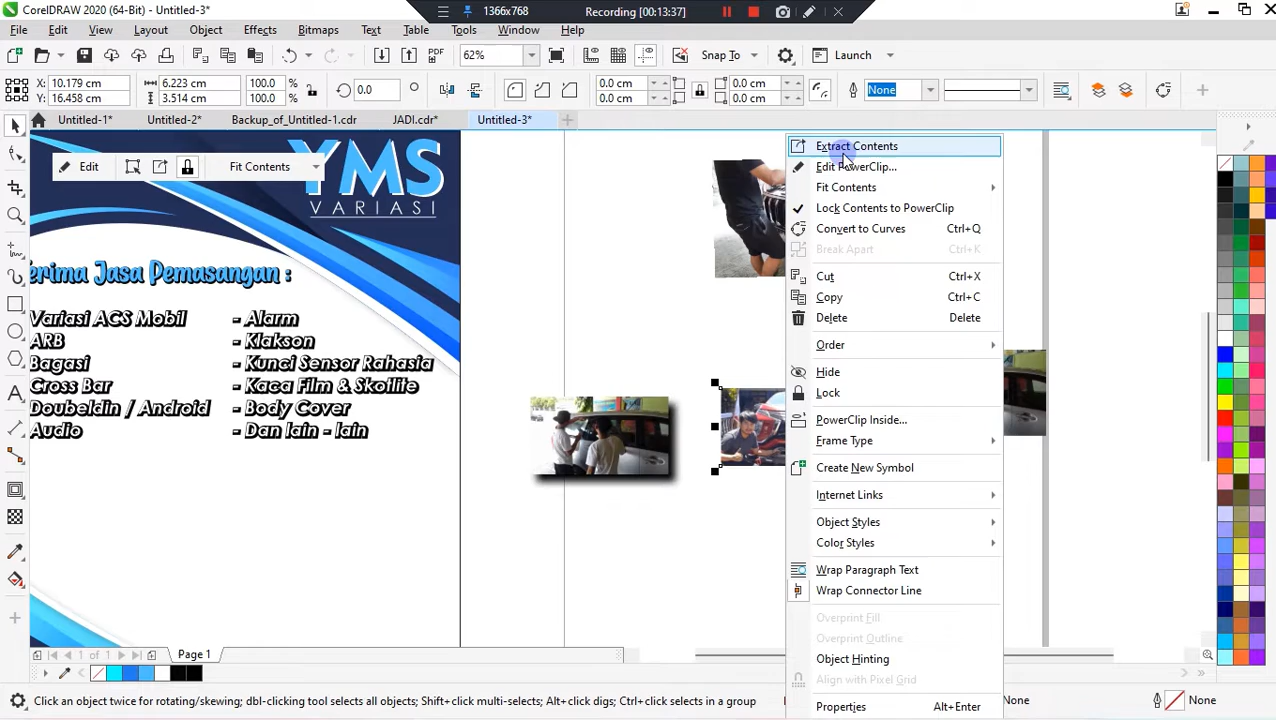 CorelDRAW 2020 (64-Bit) - Untitled-3*
1366x768
Recording [00:13:37]
File
Edit
View
Layout
Object
Effects
Bitmaps
Text
Table
Tools
Window
Help
PDF
62%
Snap To
Launch
X: 10.179 cm
Y: 16.458 cm
6.223 cm
3.514 cm
100.0 %
100.0 %
0.0
0.0 cm
0.0 cm
0.0 cm
0.0 cm
None
Untitled-1*
Untitled-2*
Backup_of_Untitled-1.cdr
JADI.cdr*
Untitled-3*
Edit
Fit Contents
YMS
VARIASI
erima Jasa Pemasangan :
Variasi ACS Mobil
ARB
Bagasi
Cross Bar
Doubeldin / Android
Audio
- Alarm
- Klakson
- Kunci Sensor Rahasia
- Kaca Film & Skotlite
- Body Cover
- Dan lain - lain
Extract Contents
Edit PowerClip...
Fit Contents
Lock Contents to PowerClip
Convert to Curves Ctrl+Q
Break Apart Ctrl+K
Cut Ctrl+X
Copy Ctrl+C
Delete Delete
Order
Hide
Lock
PowerClip Inside...
Frame Type
Create New Symbol
Internet Links
Object Styles
Color Styles
Wrap Paragraph Text
Wrap Connector Line
Overprint Fill
Overprint Outline
Object Hinting
Align with Pixel Grid
Properties Alt+Enter
1 of 1
Page 1
Click an object twice for rotating/skewing; dbl-clicking tool selects all objects; Shift+click multi-selects; Alt+click digs; Ctrl+click selects in a group
None
None